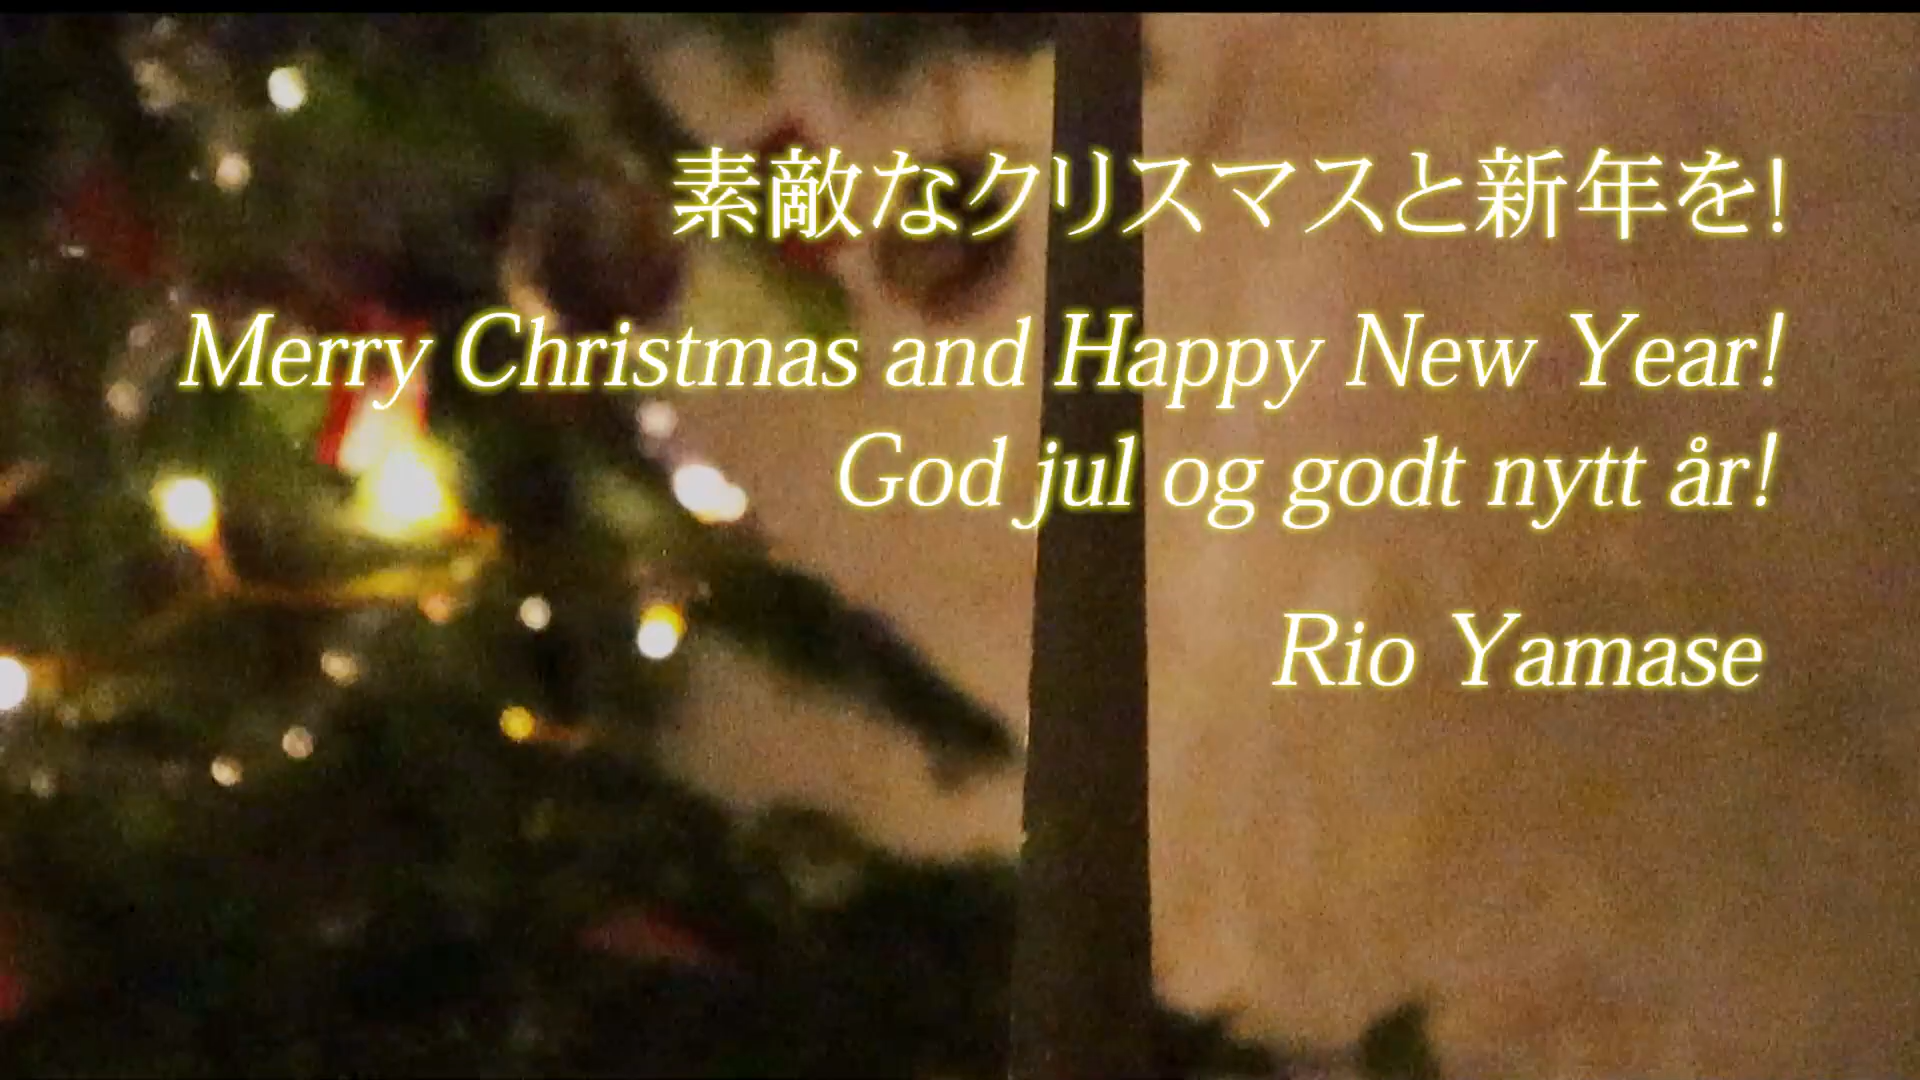 素敵なクリスマスと新年を!
Merry Christmas and Happy New Year!
God jul og godt nytt år!
Rio Yamase